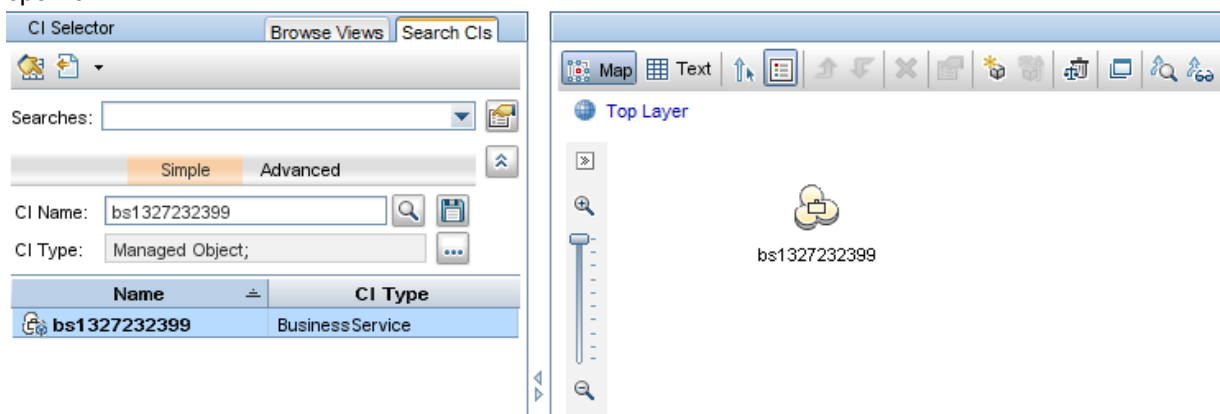 CI Selector
Browse Views
Search CIs
Searches:
Simple
Advanced
CI Name:
bs1327232399
CI Type:
Managed Object;
Name
CI Type
bs1327232399
BusinessService
Map
Text
Top Layer
bs1327232399